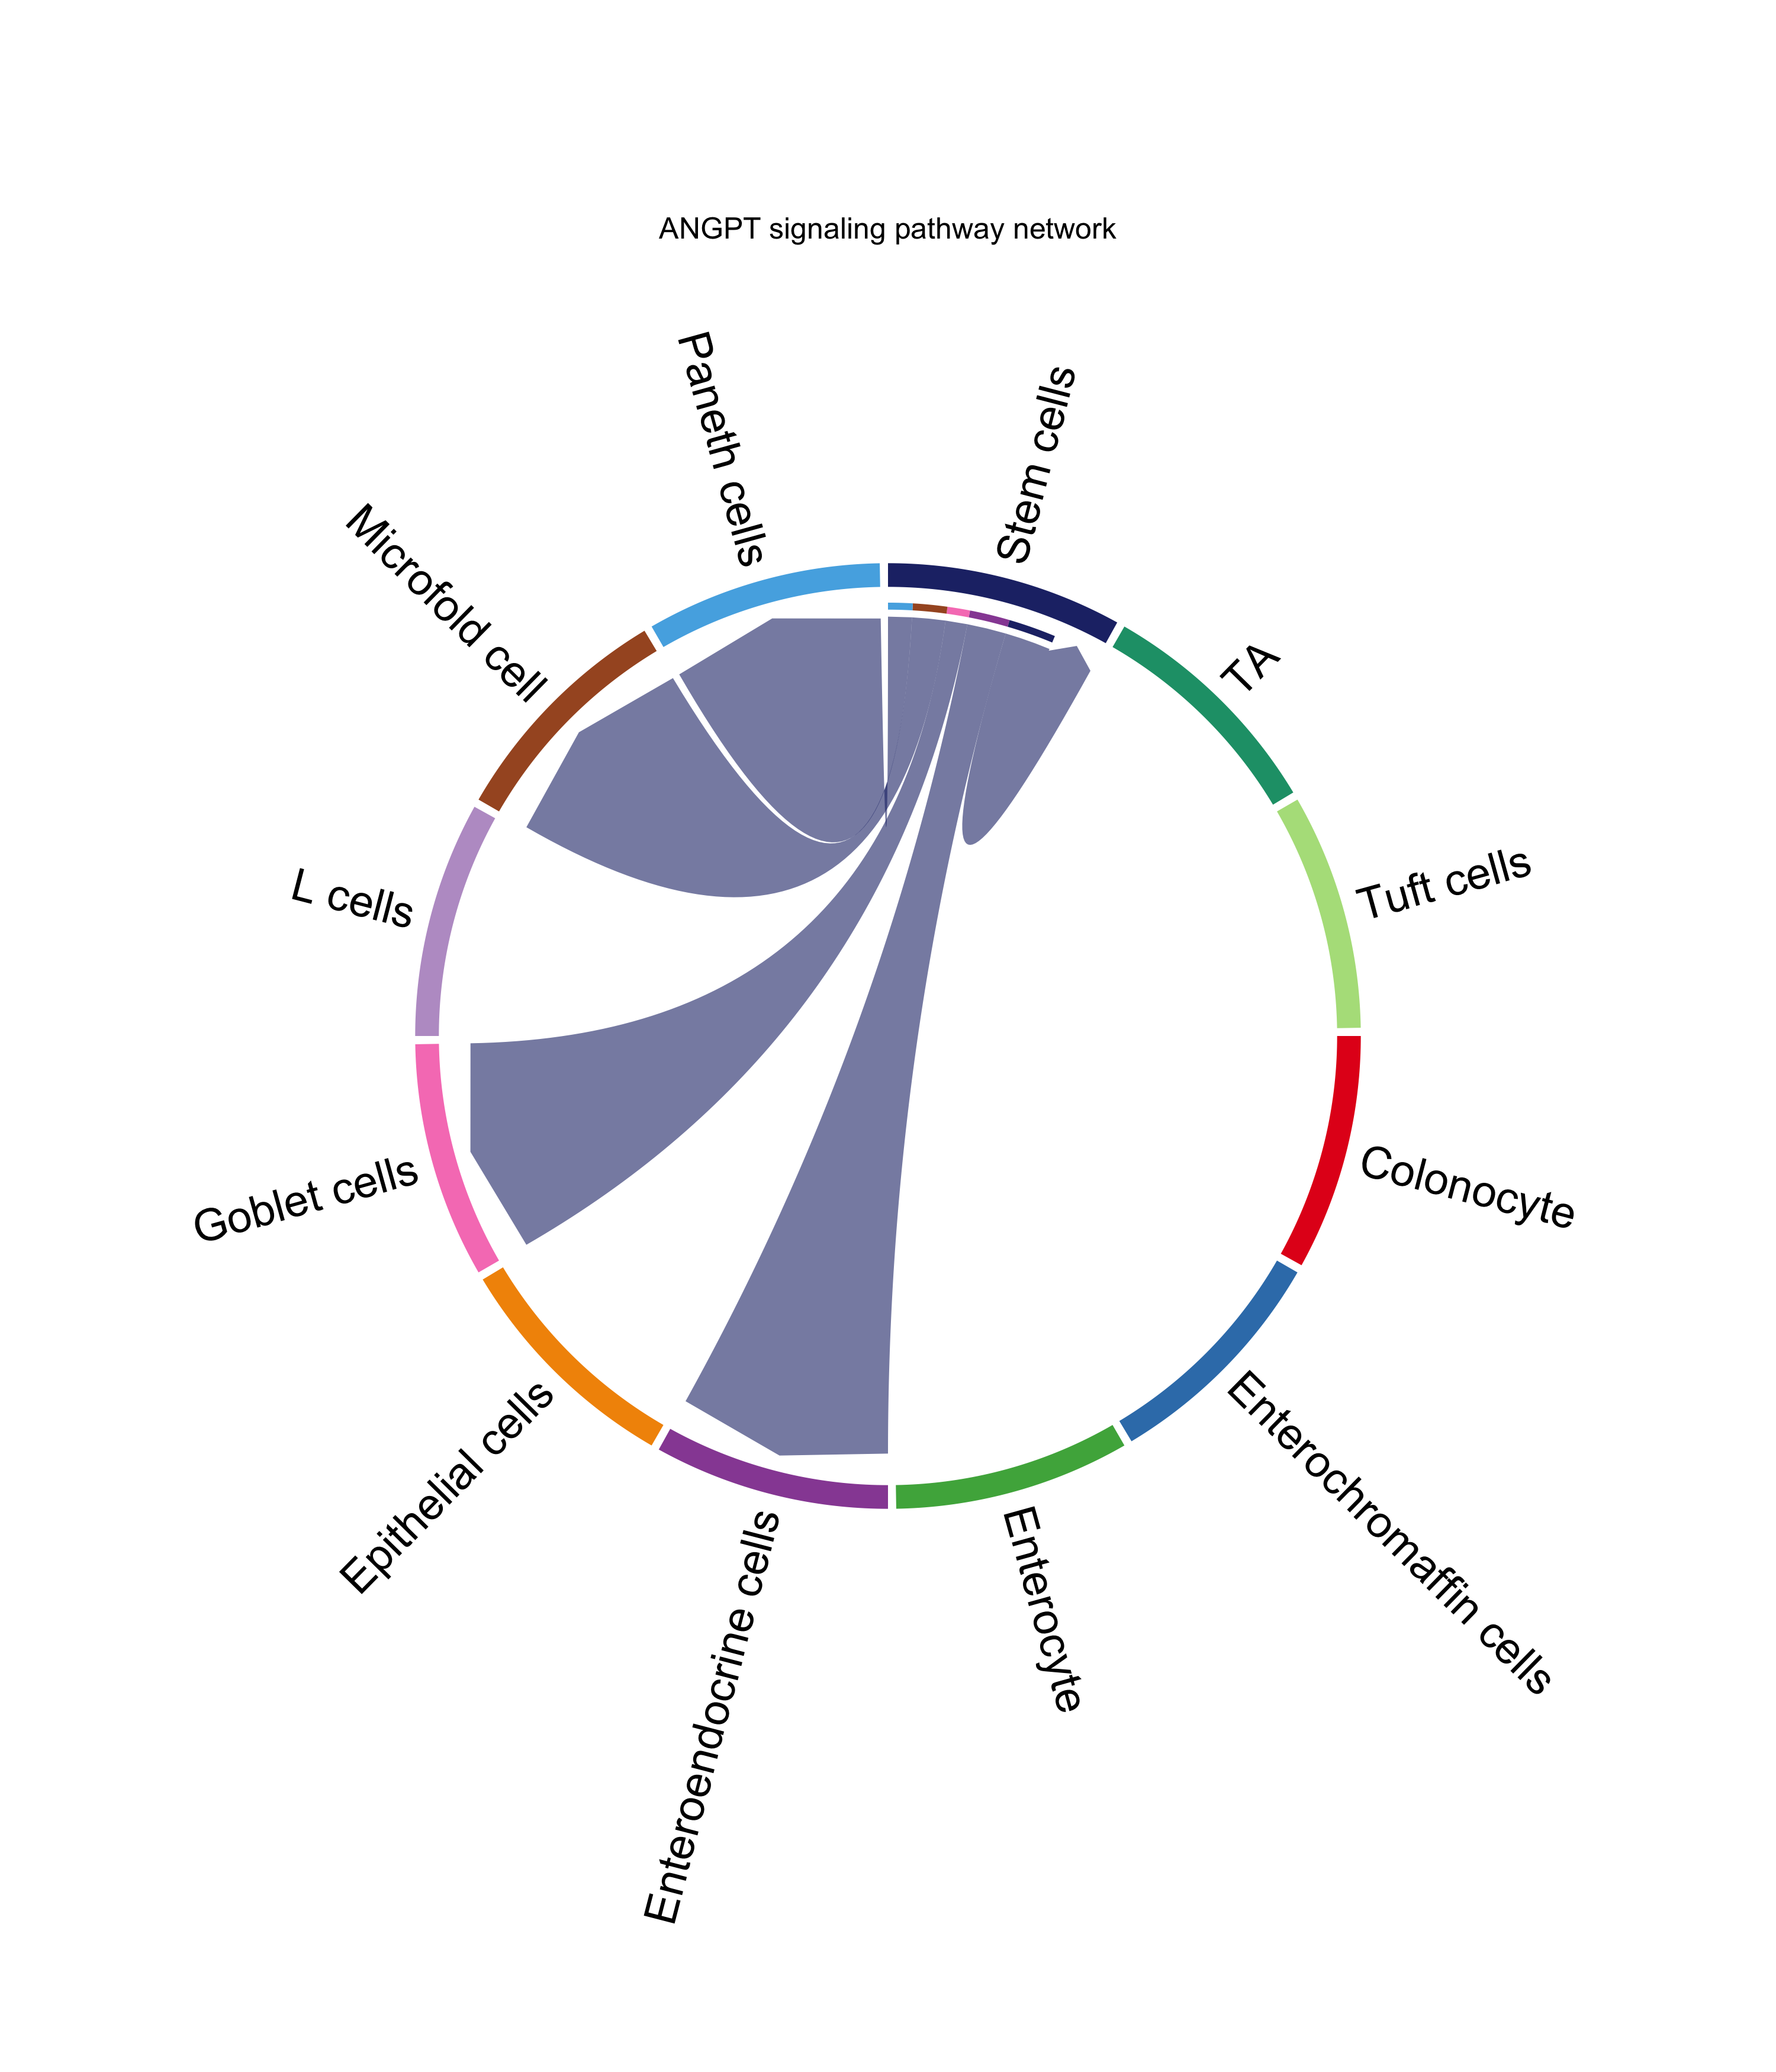 ANGPT signaling pathway network
Paneth cells
Stem cells
Microfold cell
TA
L cells
Tuft cells
Goblet cells
Colonocyte
Epithelial cells
Enterochromaffin cells
Enteroendocrine cells
Enterocyte